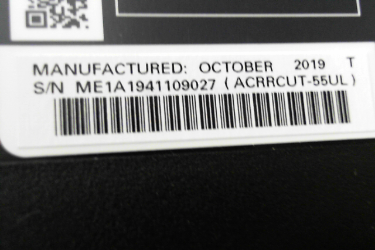 MANUFACTURED: OCTOBER 2019 T
S/N ME1A1941109027 (ACRRCUT-55UL)